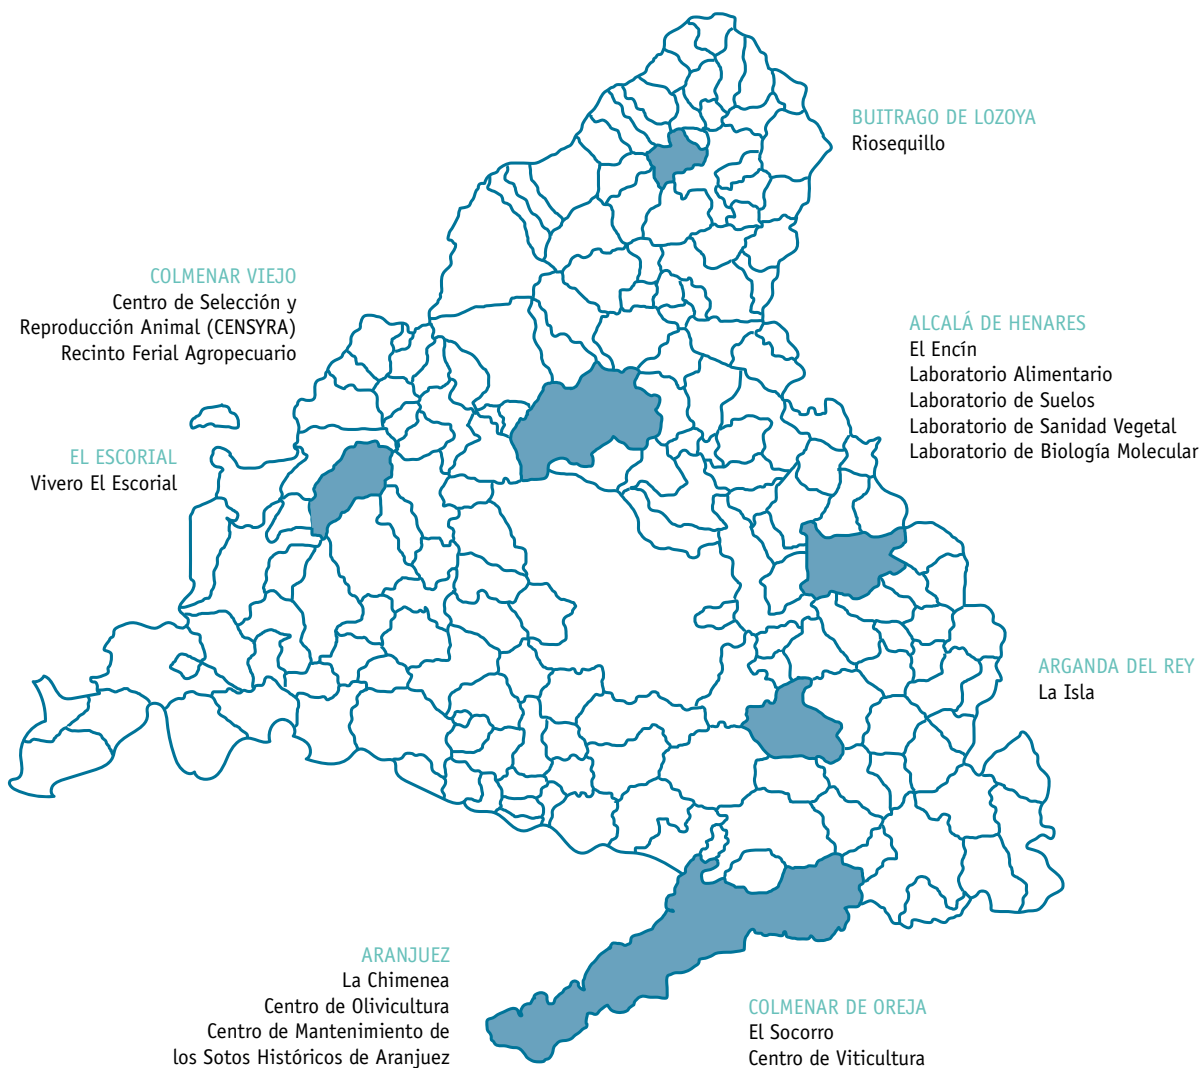 BUITRAGO DE LOZOYA
Riosequillo
COLMENAR VIEJO
Centro de Selección y
Reproducción Animal (CENSYRA)
Recinto Ferial Agropecuario
ALCALÁ DE HENARES
El Encín
Laboratorio Alimentario
Laboratorio de Suelos
Laboratorio de Sanidad Vegetal
Laboratorio de Biología Molecular
EL ESCORIAL
Vivero El Escorial
ARGANDA DEL REY
La Isla
ARANJUEZ
La Chimenea
Centro de Olivicultura
Centro de Mantenimiento de
los Sotos Históricos de Aranjuez
COLMENAR DE OREJA
El Socorro
Centro de Viticultura